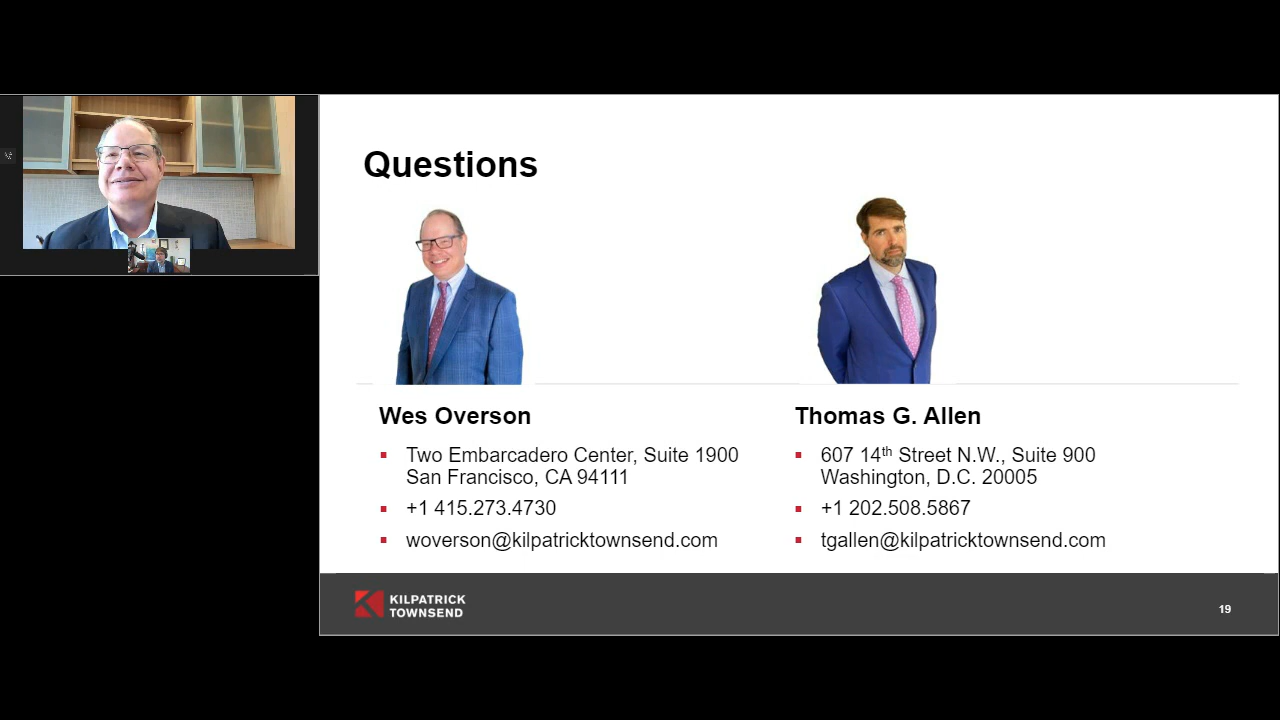 Questions
Wes Overson
Two Embarcadero Center, Suite 1900
San Francisco, CA 94111
+1 415.273.4730
woverson@kilpatricktownsend.com
Thomas G. Allen
607 14th Street N.W., Suite 900
Washington, D.C. 20005
+1 202.508.5867
tgallen@kilpatricktownsend.com
KILPATRICK
TOWNSEND
19